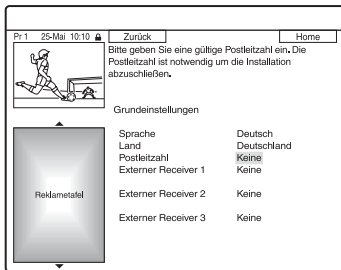 Pr 1 25-Mai 10:10 Zurück Home
Bitte geben Sie eine gültige Postleitzahl ein. Die
Postleitzahl ist notwendig um die Installation
abzuschließen.
Grundeinstellungen
Sprache Deutsch
Land Deutschland
Postleitzahl Keine
Externer Receiver 1 Keine
Externer Receiver 2 Keine
Externer Receiver 3 Keine
Reklametafel